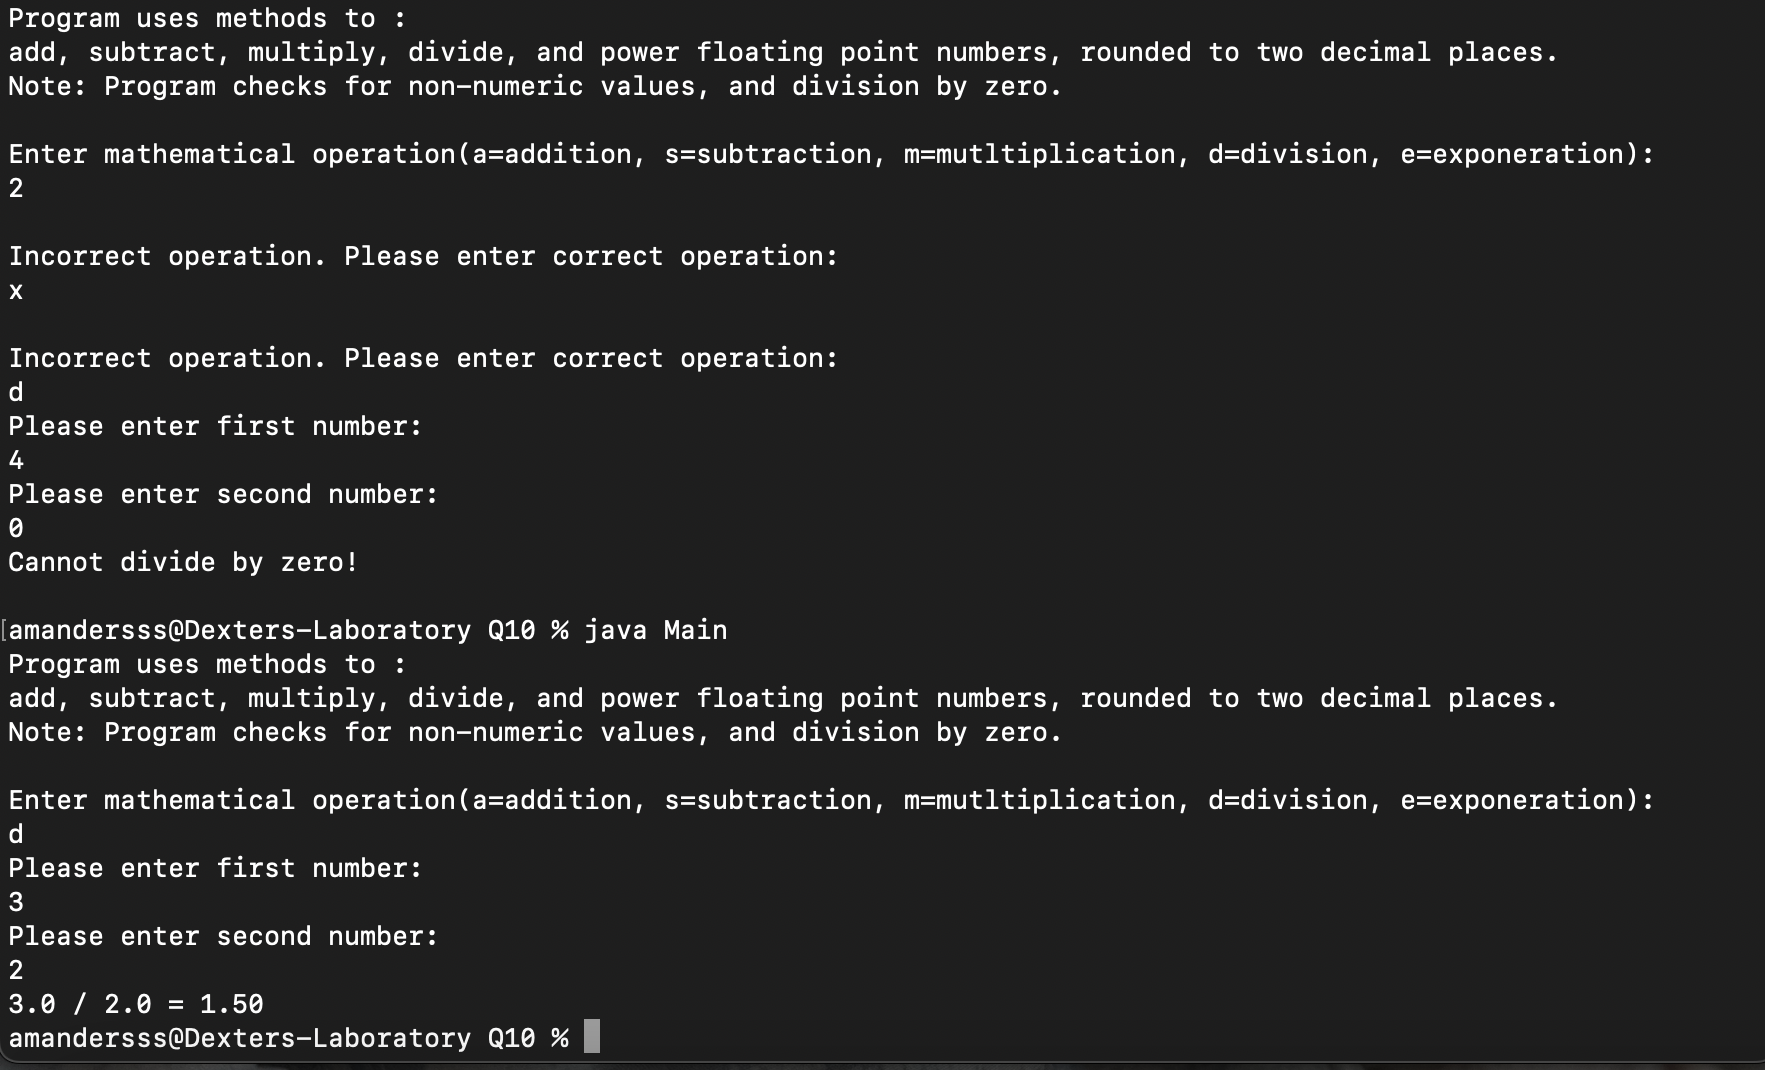 Program uses methods to :
add, subtract, multiply, divide, and power floating point numbers, rounded to two decimal places.
Note: Program checks for non-numeric values, and division by zero.
Enter mathematical operation(a=addition, s=subtraction, m=mutltiplication, d=division, e=exponeration):
2
Incorrect operation. Please enter correct operation:
x
Incorrect operation. Please enter correct operation:
d
Please enter first number:
4
Please enter second number:
0
Cannot divide by zero!
[amandersss@Dexters-Laboratory Q10 % java Main
Program uses methods to :
add, subtract, multiply, divide, and power floating point numbers, rounded to two decimal places.
Note: Program checks for non-numeric values, and division by zero.
Enter mathematical operation(a=addition, s=subtraction, m=mutltiplication, d=division, e=exponeration):
d
Please enter first number:
3
Please enter second number:
2
3.0 / 2.0 = 1.50
amandersss@Dexters-Laboratory Q10 %